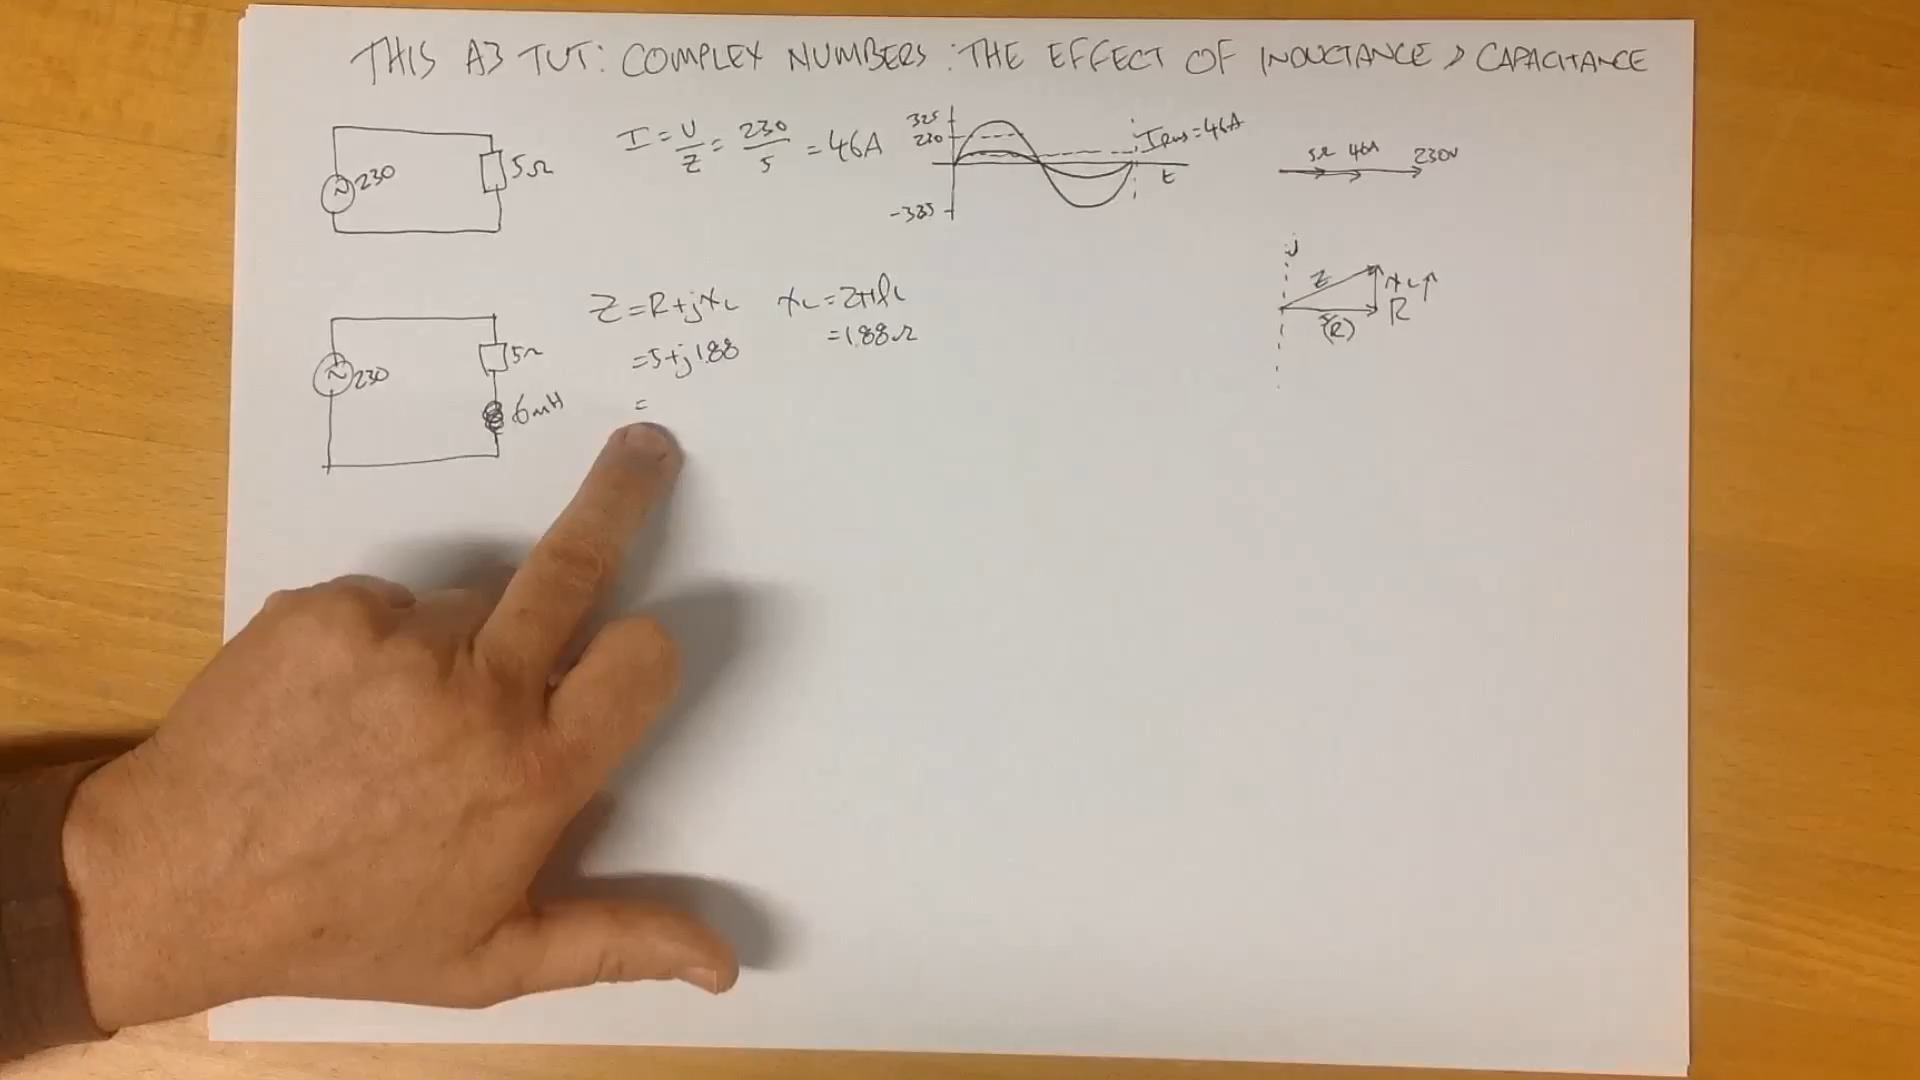 THIS A3 TUT: COMPLEX NUMBERS: THE EFFECT OF INDUCTANCE & CAPACITANCE
~ 230
5Ω
I = U/Z = 230/5 = 46A
325
230
-325
Irms = 46A
t
5Ω 46A 230V
~ 230
5Ω
6mH
Z = R + jXL
= 5 + j1.88
=
XL = 2πfL
= 1.88Ω
j
Z
XL ↑
R
(R)